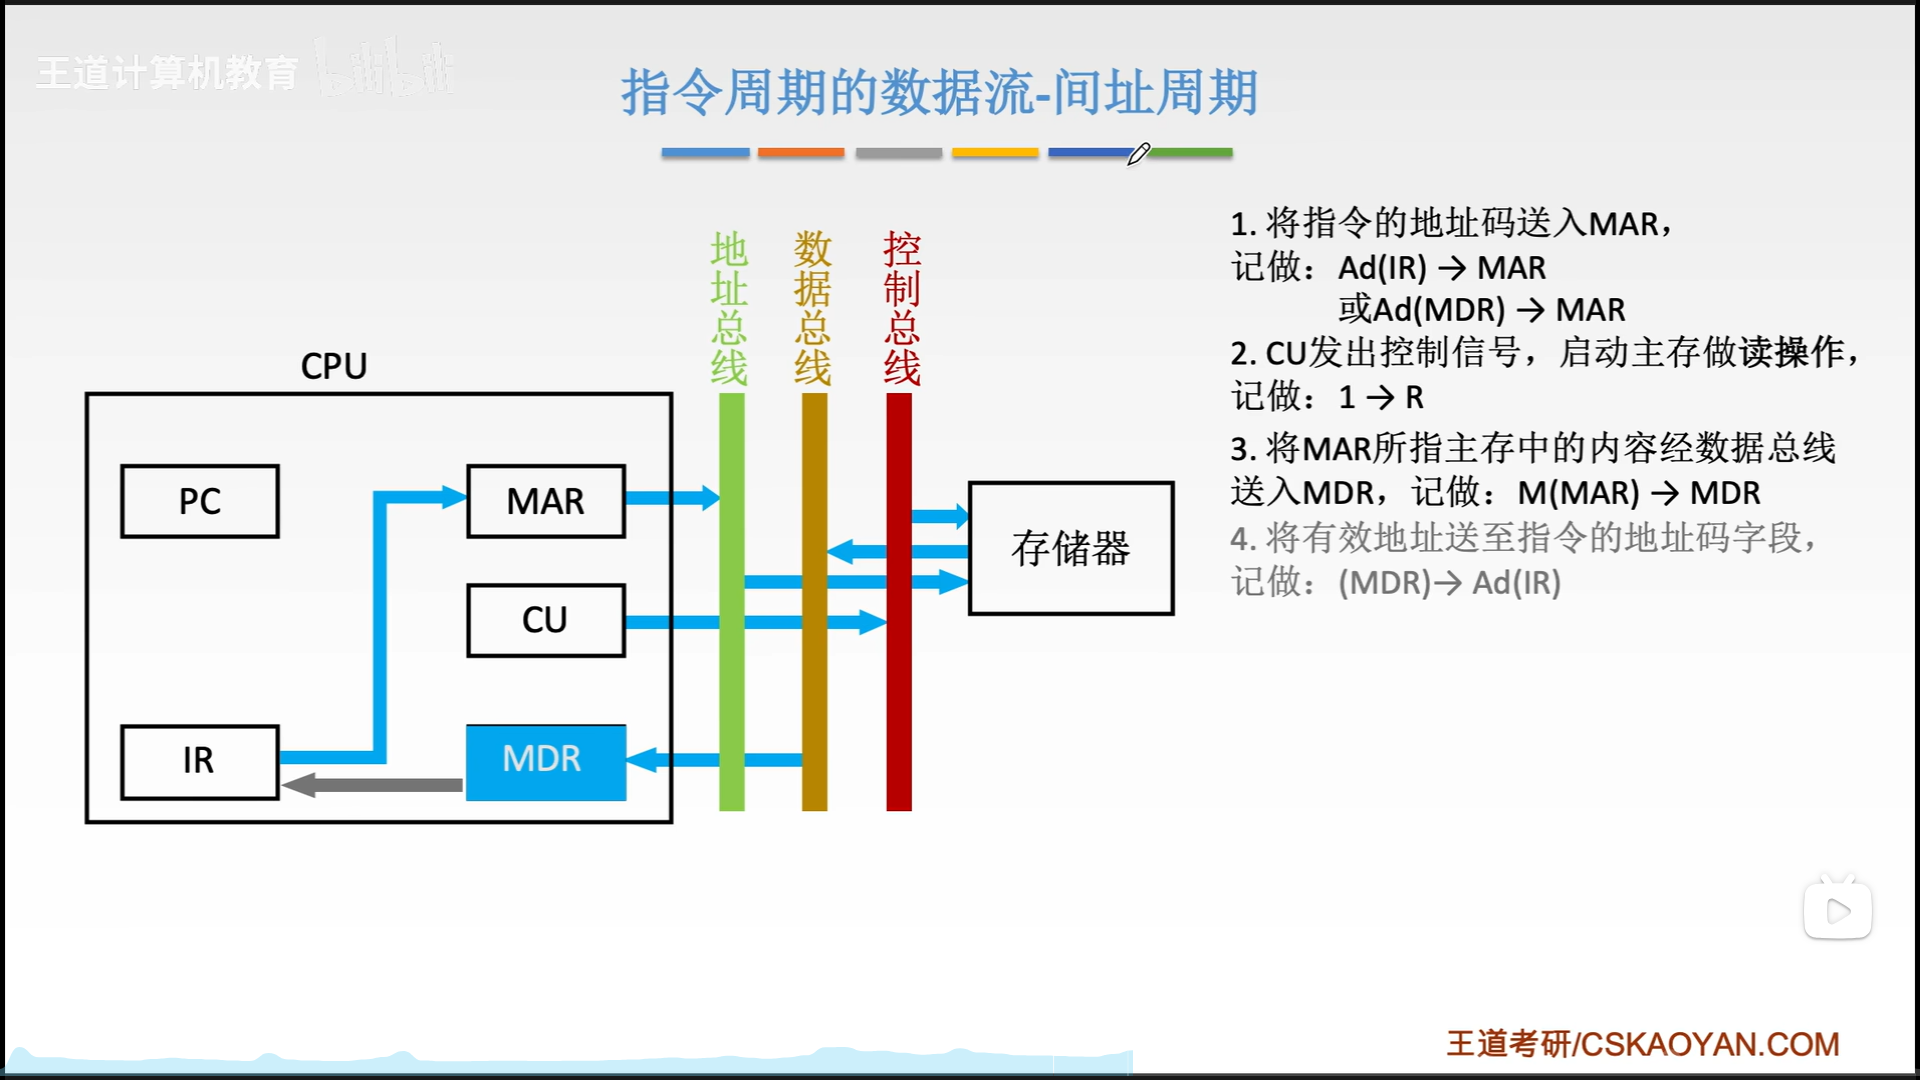 王道计算机教育 bilibili
指令周期的数据流-间址周期
地址总线
数据总线
控制总线
CPU
PC
MAR
CU
IR
MDR
存储器
1. 将指令的地址码送入MAR，
记做：Ad(IR) → MAR
或Ad(MDR) → MAR
2. CU发出控制信号，启动主存做读操作，
记做：1 → R
3. 将MAR所指主存中的内容经数据总线
送入MDR，记做：M(MAR) → MDR
4. 将有效地址送至指令的地址码字段，
记做：(MDR)→ Ad(IR)
王道考研/CSKAOYAN.COM